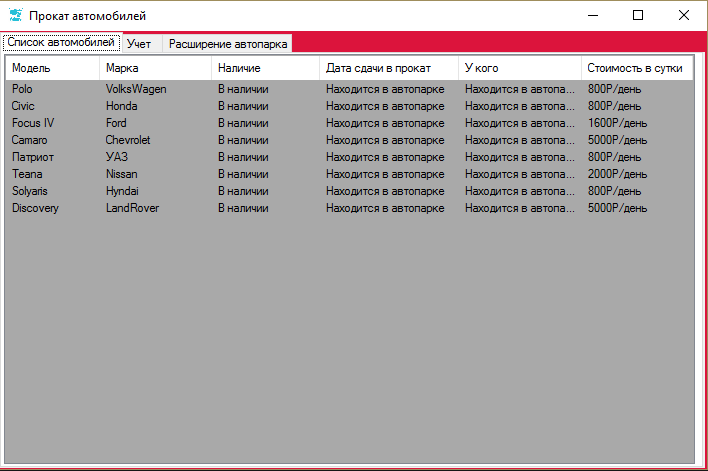 Прокат автомобилей
Список автомобилей Учет Расширение автопарка
Модель Марка Наличие Дата сдачи в прокат У кого Стоимость в сутки
Polo VolksWagen В наличии Находится в автопарке Находится в автопа... 800Р/день
Civic Honda В наличии Находится в автопарке Находится в автопа... 800Р/день
Focus IV Ford В наличии Находится в автопарке Находится в автопа... 1600Р/день
Camaro Chevrolet В наличии Находится в автопарке Находится в автопа... 5000Р/день
Патриот УАЗ В наличии Находится в автопарке Находится в автопа... 800Р/день
Teana Nissan В наличии Находится в автопарке Находится в автопа... 2000Р/день
Solyaris Hyndai В наличии Находится в автопарке Находится в автопа... 800Р/день
Discovery LandRover В наличии Находится в автопарке Находится в автопа... 5000Р/день